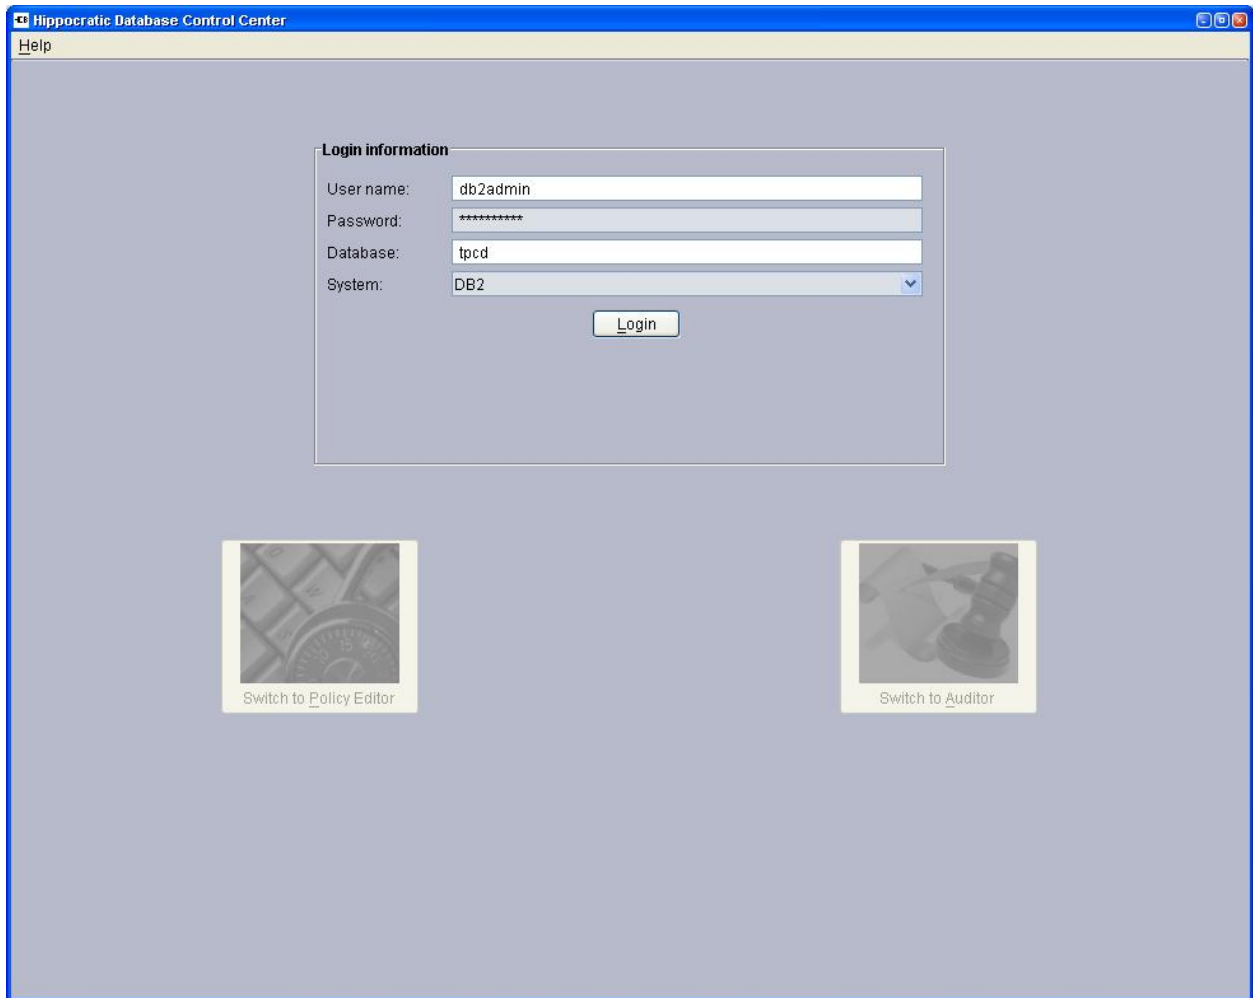 Hippocratic Database Control Center
Help
Login information
User name: db2admin
Password: **********
Database: tpcd
System: DB2
Login
Switch to Policy Editor
Switch to Auditor